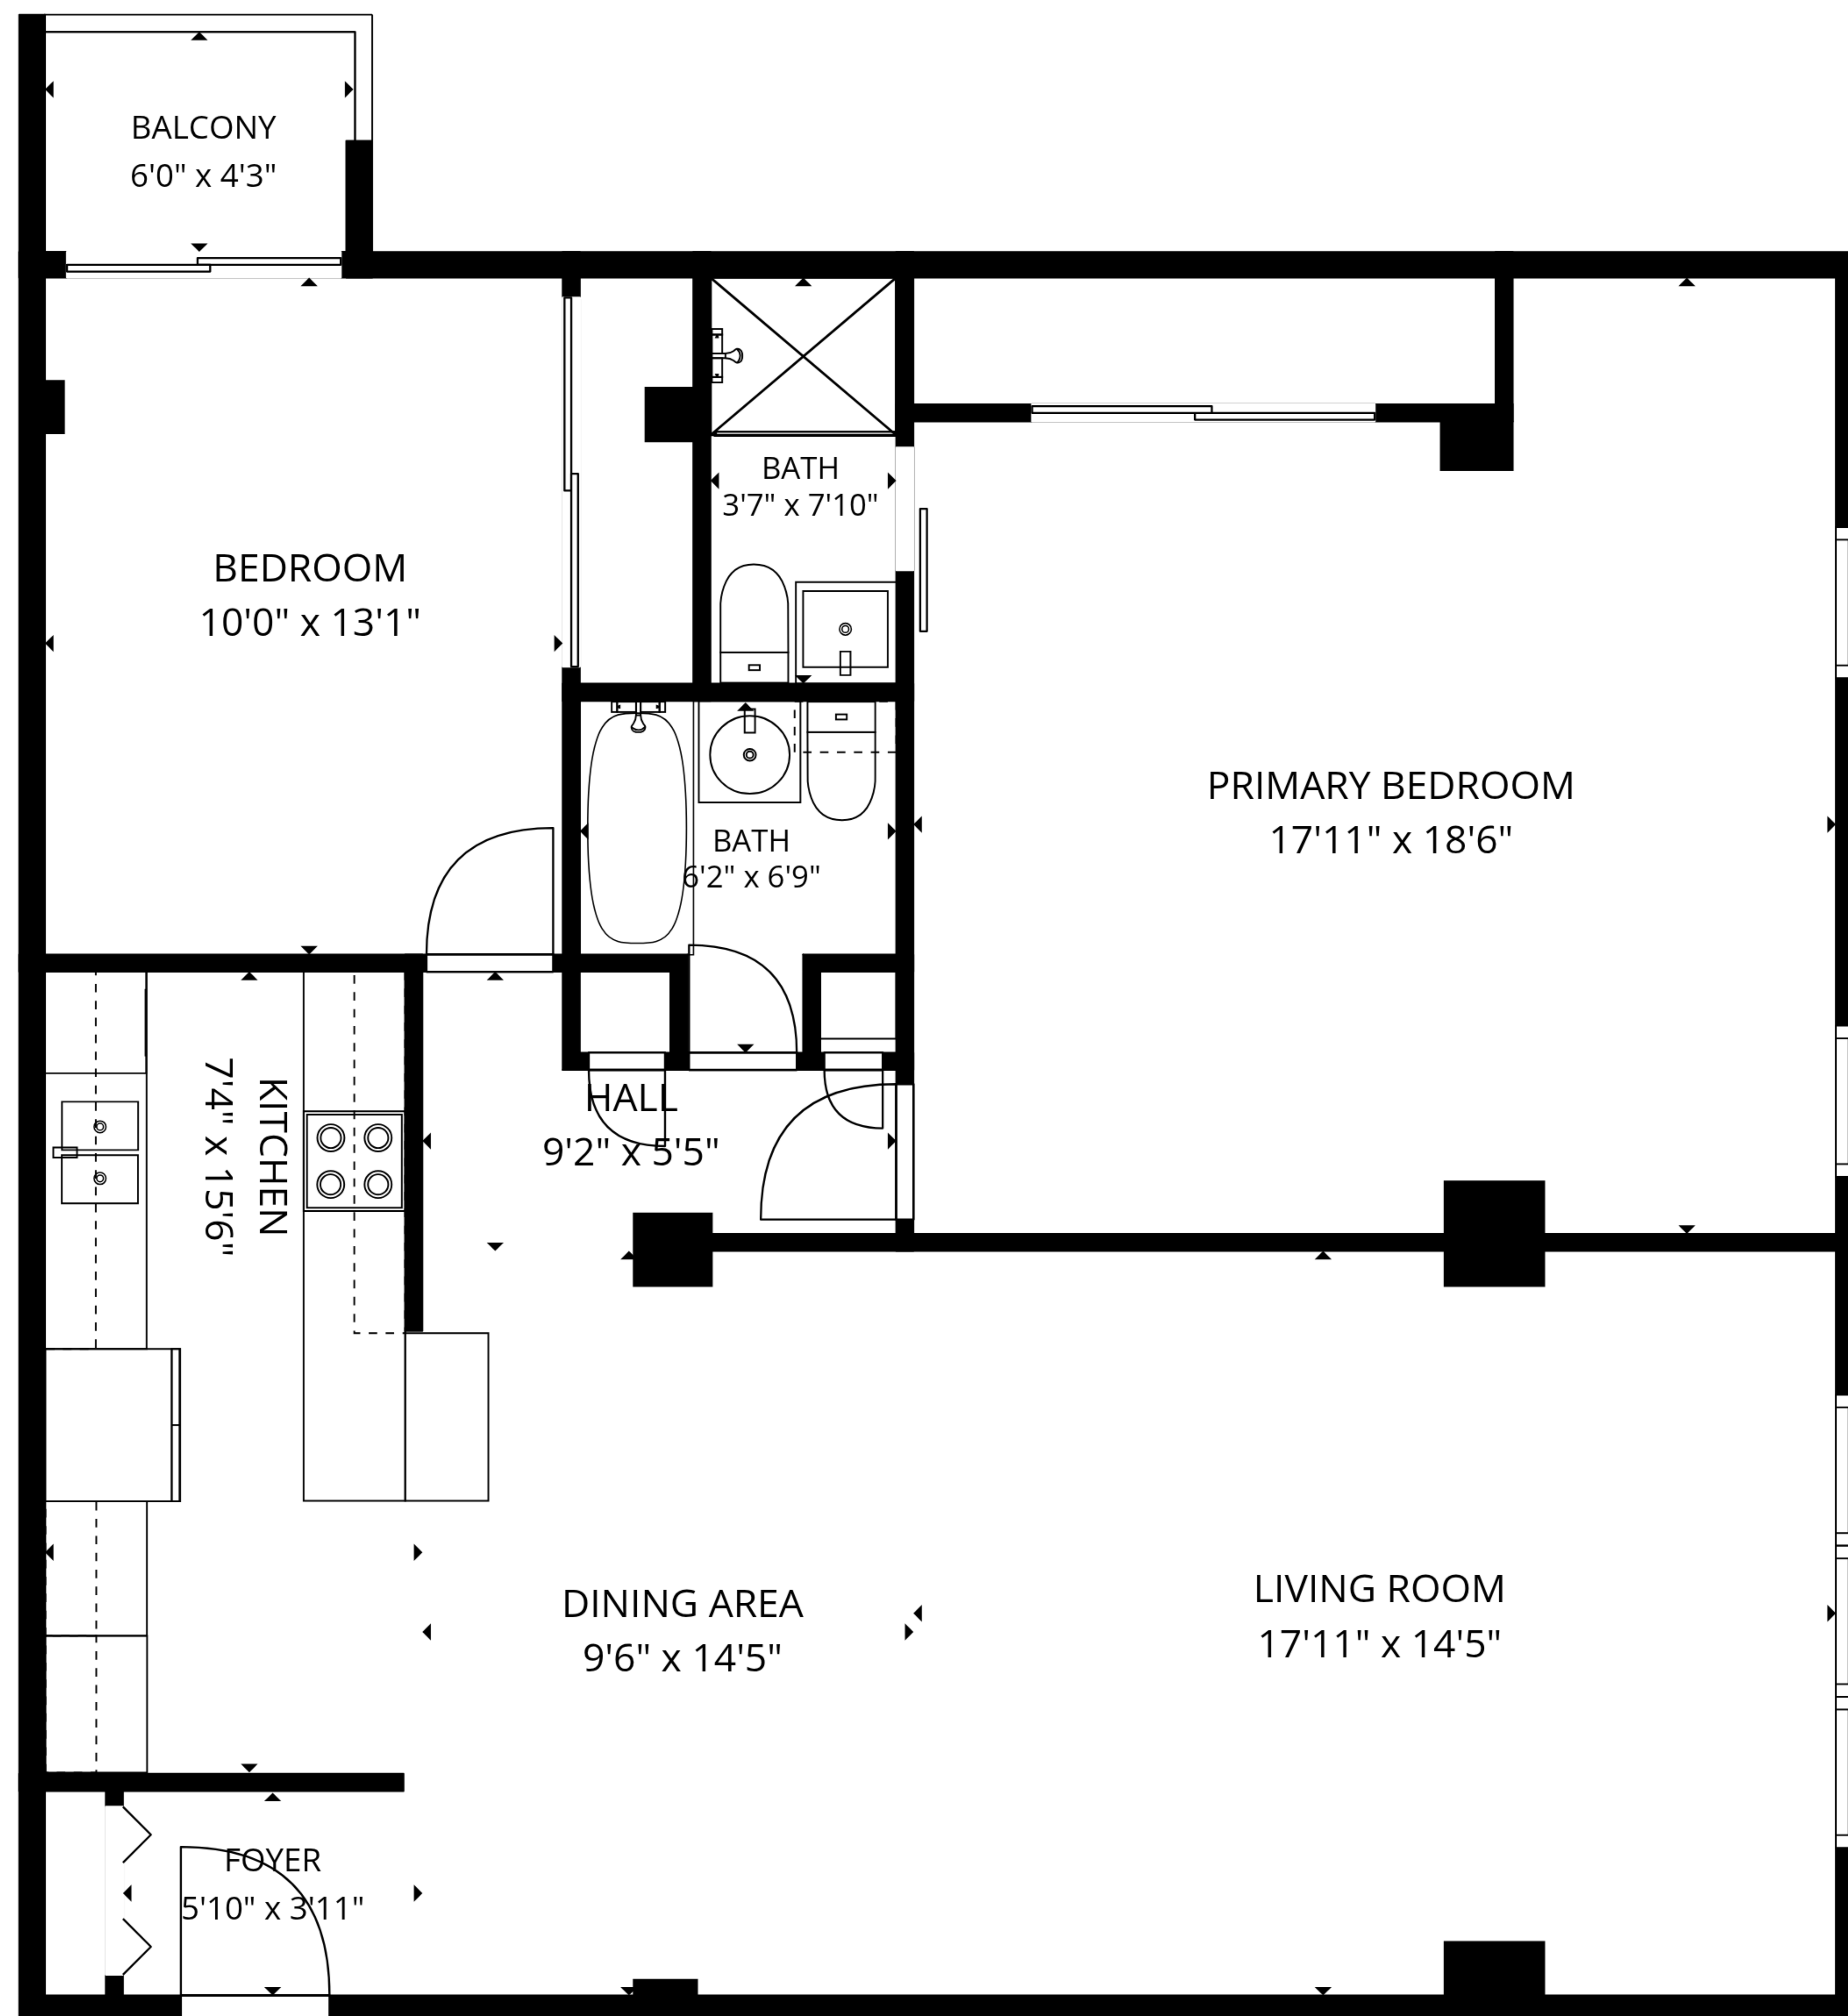 BALCONY
6'0" x 4'3"
BATH
3'7" x 7'10"
BEDROOM
10'0" x 13'1"
PRIMARY BEDROOM
17'11" x 18'6"
BATH
6'2" x 6'9"
KITCHEN
7'4" x 15'6"
HALL
9'2" x 5'5"
DINING AREA
9'6" x 14'5"
LIVING ROOM
17'11" x 14'5"
FOYER
5'10" x 3'11"